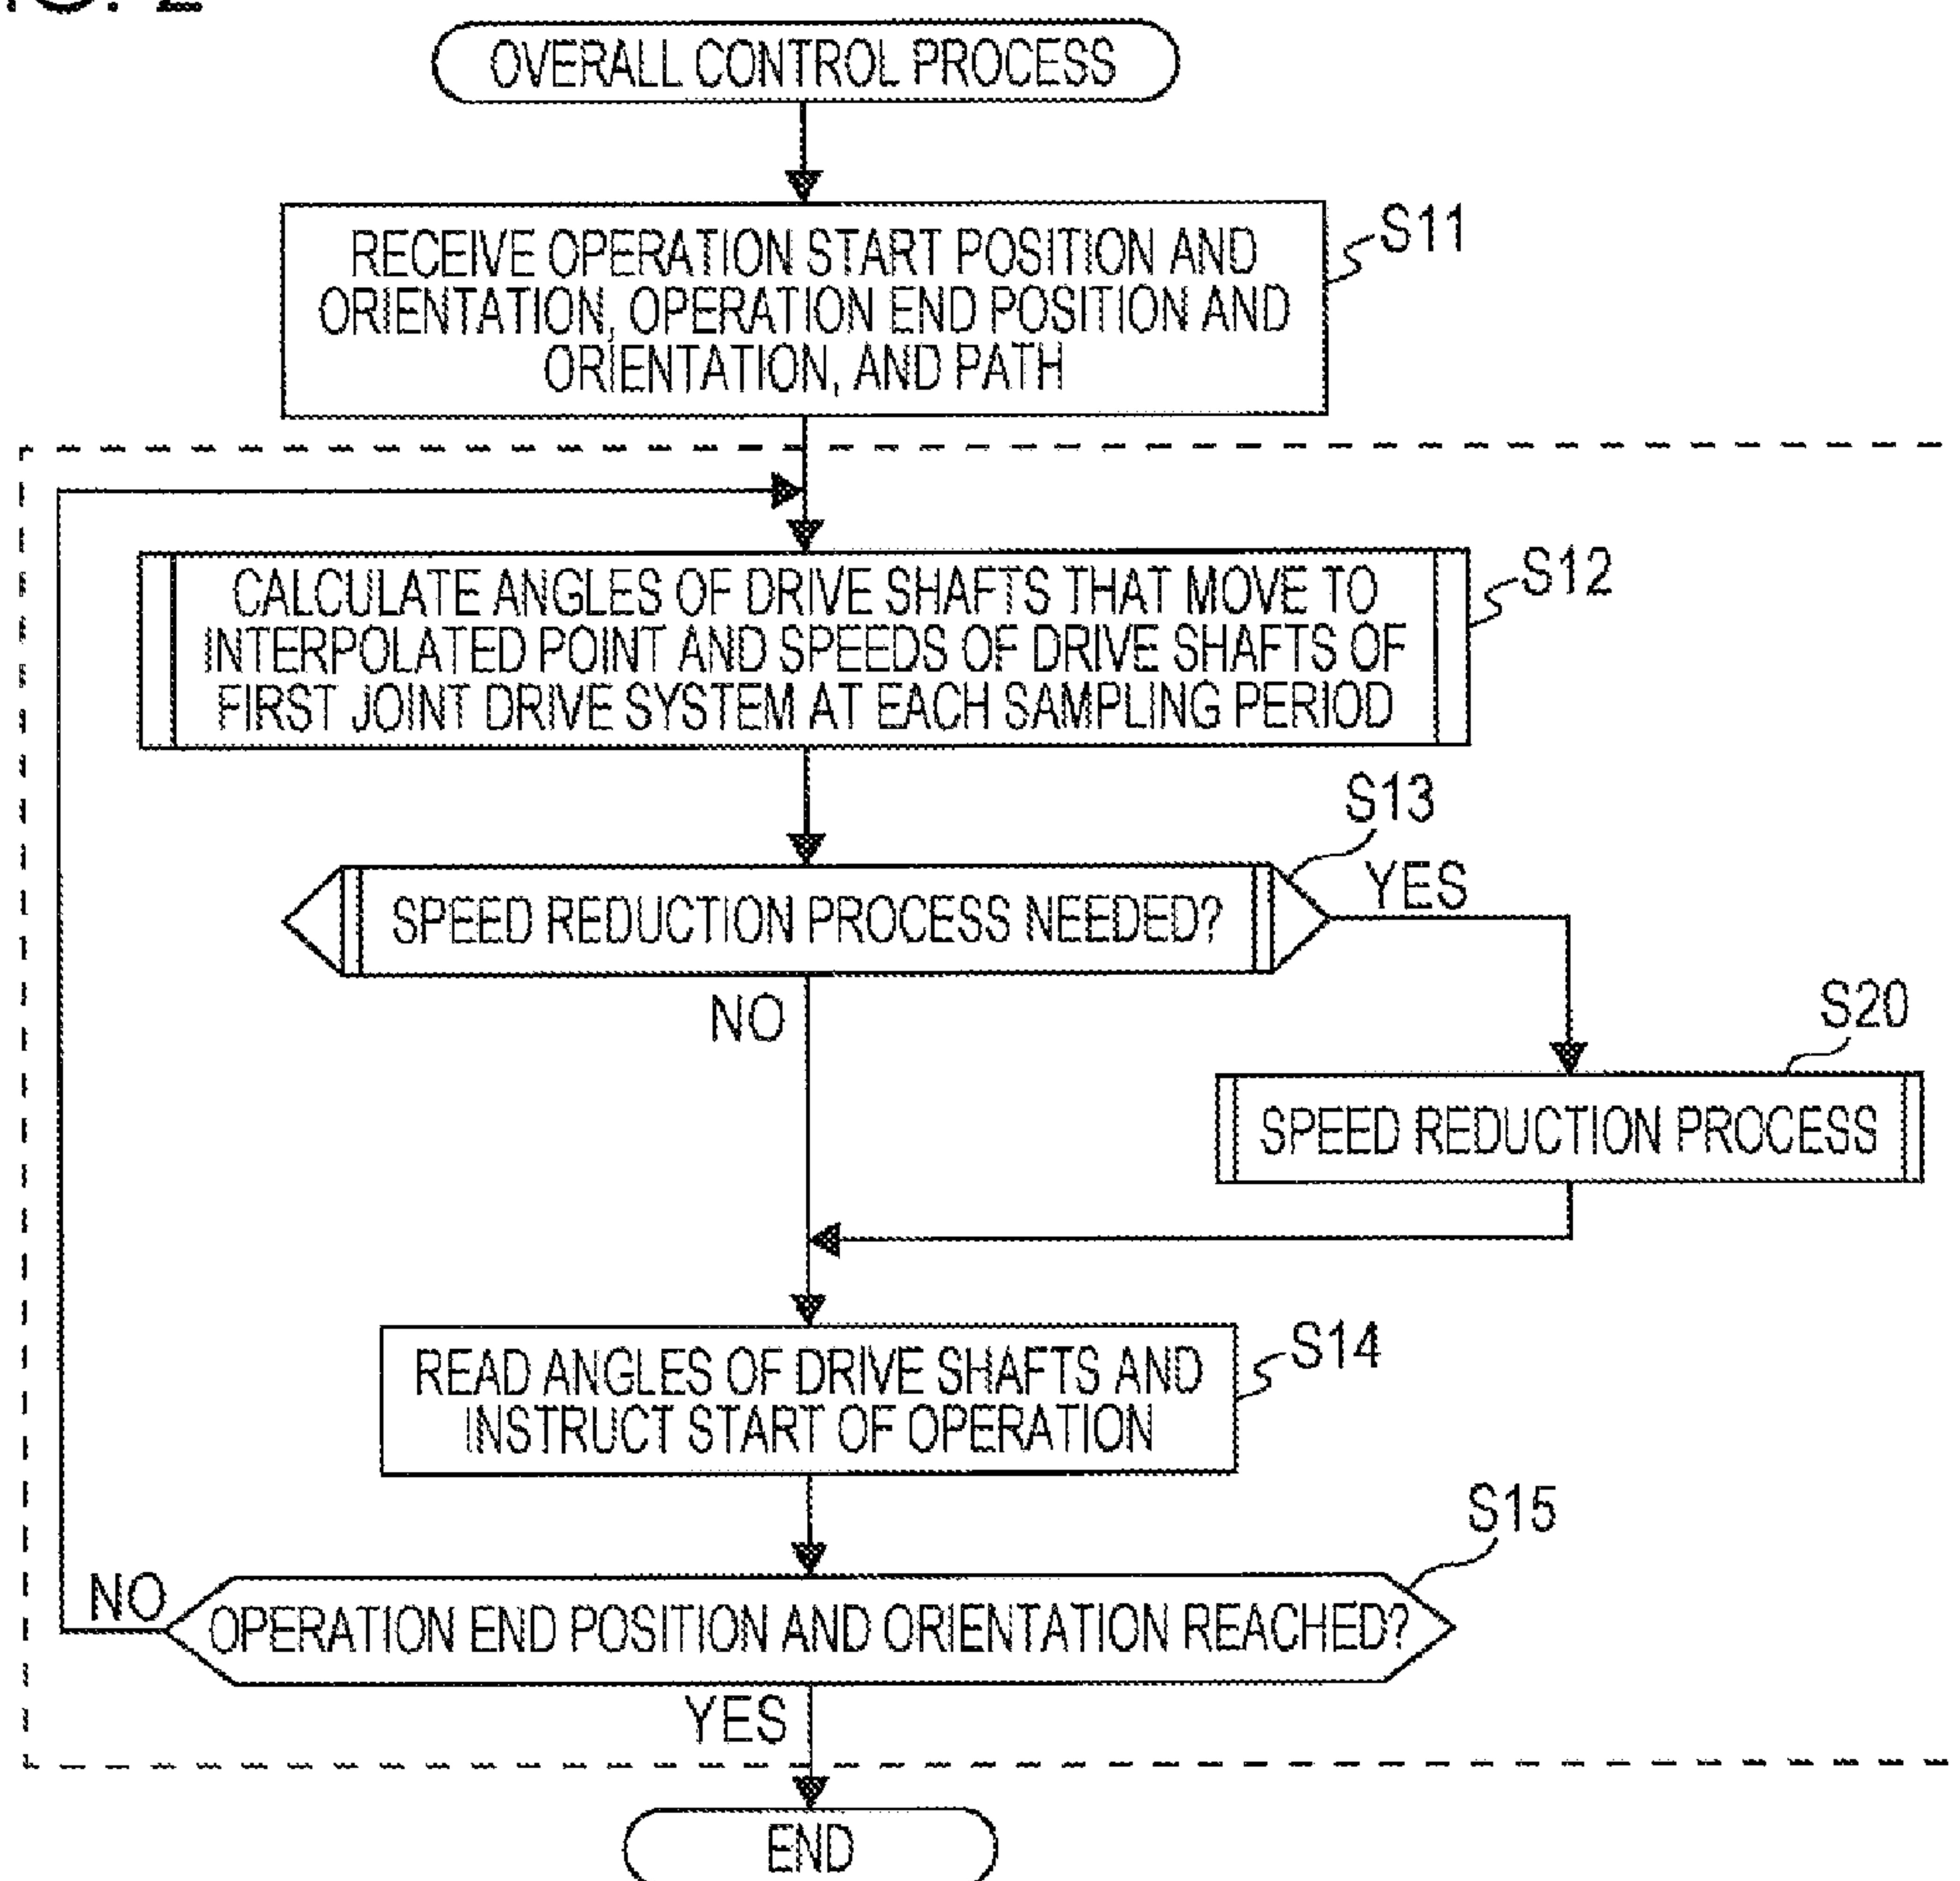 OVERALL CONTROL PROCESS
S11
RECEIVE OPERATION START POSITION AND
ORIENTATION, OPERATION END POSITION AND
ORIENTATION, AND PATH
S12
CALCULATE ANGLES OF DRIVE SHAFTS THAT MOVE TO
INTERPOLATED POINT AND SPEEDS OF DRIVE SHAFTS OF
FIRST JOINT DRIVE SYSTEM AT EACH SAMPLING PERIOD
S13
YES
SPEED REDUCTION PROCESS NEEDED?
NO
S20
SPEED REDUCTION PROCESS
S14
READ ANGLES OF DRIVE SHAFTS AND
INSTRUCT START OF OPERATION
S15
NO
OPERATION END POSITION AND ORIENTATION REACHED?
YES
END